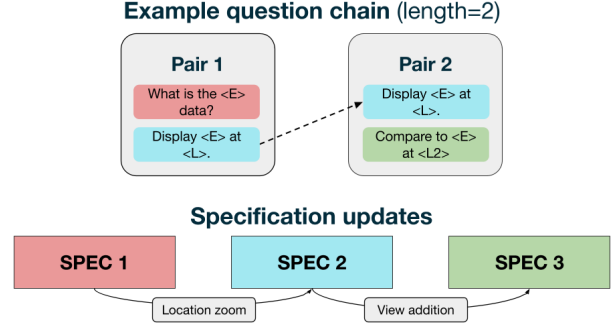 Example question chain (length=2)
Pair 1
What is the <E>
data?
Display <E> at
<L>.
Pair 2
Display <E> at
<L>.
Compare to <E>
at <L2>
Specification updates
SPEC 1
SPEC 2
SPEC 3
Location zoom
View addition